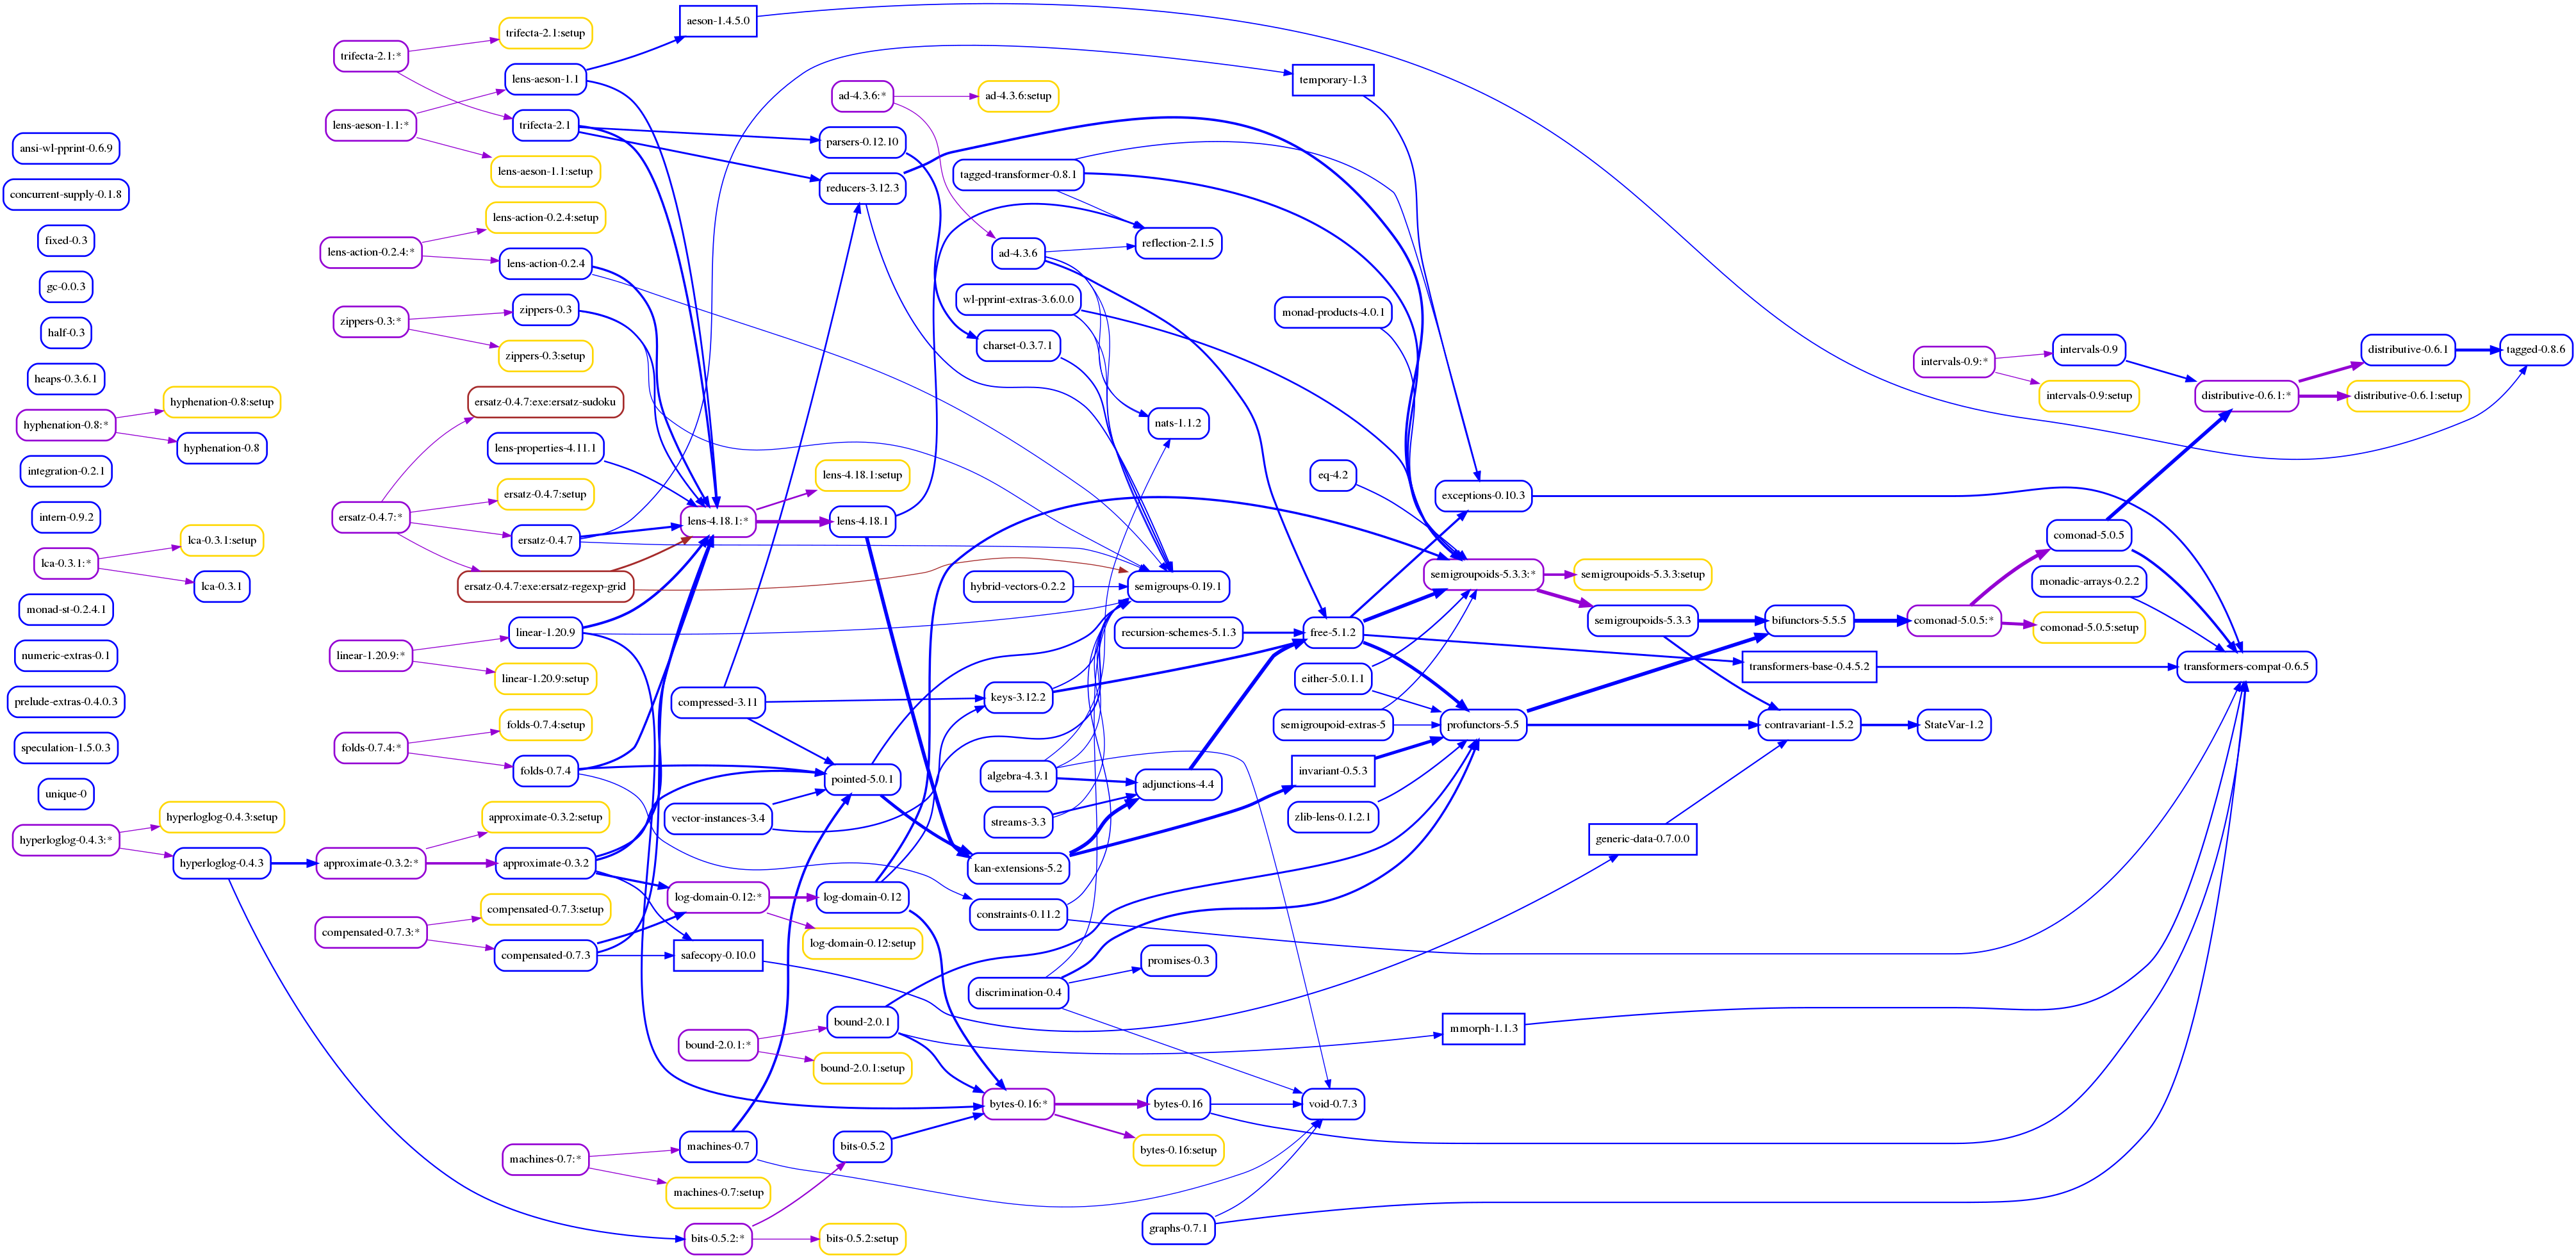 ansi-wl-pprint-0.6.9
concurrent-supply-0.1.8
fixed-0.3
gc-0.0.3
half-0.3
heaps-0.3.6.1
hyphenation-0.8:*
integration-0.2.1
intern-0.9.2
lca-0.3.1:*
monad-st-0.2.4.1
numeric-extras-0.1
prelude-extras-0.4.0.3
speculation-1.5.0.3
unique-0
hyperloglog-0.4.3:*
hyphenation-0.8:setup
hyphenation-0.8
lca-0.3.1:setup
lca-0.3.1
hyperloglog-0.4.3:setup
hyperloglog-0.4.3
trifecta-2.1:*
lens-aeson-1.1:*
lens-action-0.2.4:*
zippers-0.3:*
ersatz-0.4.7:*
linear-1.20.9:*
folds-0.7.4:*
approximate-0.3.2:*
compensated-0.7.3:*
trifecta-2.1:setup
lens-aeson-1.1
trifecta-2.1
lens-aeson-1.1:setup
lens-action-0.2.4:setup
lens-action-0.2.4
zippers-0.3
zippers-0.3:setup
ersatz-0.4.7:exe:ersatz-sudoku
lens-properties-4.11.1
ersatz-0.4.7:setup
ersatz-0.4.7
ersatz-0.4.7:exe:ersatz-regexp-grid
linear-1.20.9
linear-1.20.9:setup
folds-0.7.4:setup
folds-0.7.4
approximate-0.3.2:setup
approximate-0.3.2
compensated-0.7.3:setup
compensated-0.7.3
machines-0.7:*
aeson-1.4.5.0
lens-4.18.1:*
compressed-3.11
vector-instances-3.4
log-domain-0.12:*
safecopy-0.10.0
bound-2.0.1:*
machines-0.7
machines-0.7:setup
bits-0.5.2:*
ad-4.3.6:*
parsers-0.12.10
reducers-3.12.3
lens-4.18.1:setup
lens-4.18.1
pointed-5.0.1
log-domain-0.12
log-domain-0.12:setup
bound-2.0.1
bound-2.0.1:setup
bits-0.5.2
bits-0.5.2:setup
ad-4.3.6:setup
tagged-transformer-0.8.1
ad-4.3.6
wl-pprint-extras-3.6.0.0
charset-0.3.7.1
hybrid-vectors-0.2.2
keys-3.12.2
algebra-4.3.1
streams-3.3
kan-extensions-5.2
constraints-0.11.2
discrimination-0.4
bytes-0.16:*
reflection-2.1.5
nats-1.1.2
semigroups-0.19.1
recursion-schemes-5.1.3
adjunctions-4.4
promises-0.3
bytes-0.16
bytes-0.16:setup
graphs-0.7.1
temporary-1.3
monad-products-4.0.1
eq-4.2
free-5.1.2
either-5.0.1.1
semigroupoid-extras-5
invariant-0.5.3
zlib-lens-0.1.2.1
void-0.7.3
exceptions-0.10.3
semigroupoids-5.3.3:*
profunctors-5.5
mmorph-1.1.3
semigroupoids-5.3.3:setup
semigroupoids-5.3.3
generic-data-0.7.0.0
bifunctors-5.5.5
transformers-base-0.4.5.2
contravariant-1.5.2
intervals-0.9:*
comonad-5.0.5:*
StateVar-1.2
intervals-0.9
intervals-0.9:setup
comonad-5.0.5
monadic-arrays-0.2.2
comonad-5.0.5:setup
distributive-0.6.1:*
transformers-compat-0.6.5
distributive-0.6.1
distributive-0.6.1:setup
tagged-0.8.6